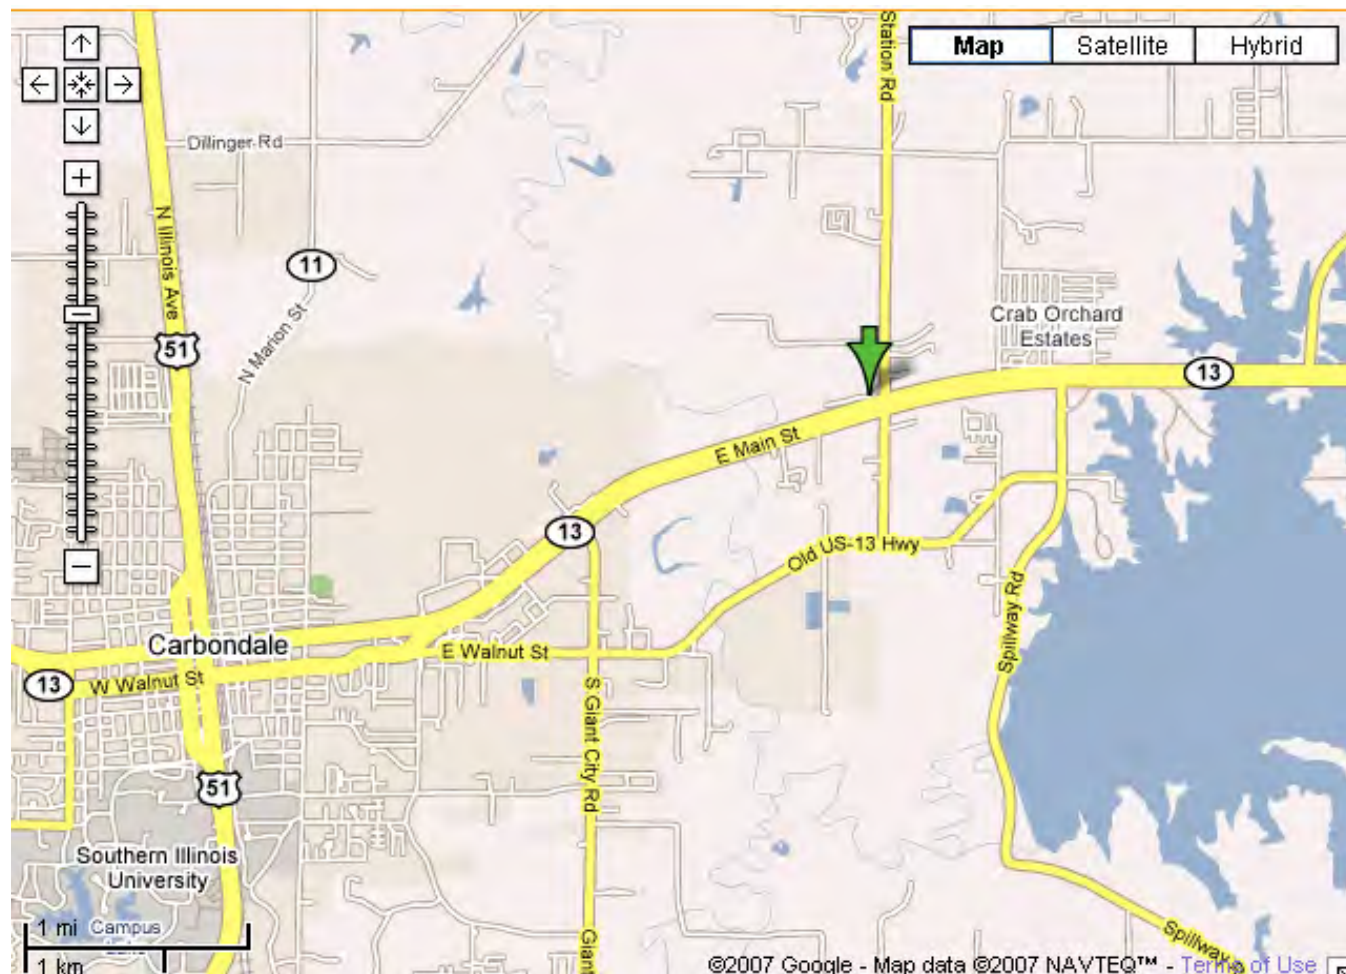 Station Rd
Map
Satellite
Hybrid
Dillinger Rd
N Illinois Ave
11
N Marion St
51
Crab Orchard
Estates
13
E Main St
13
Old US-13 Hwy
Spillway Rd
Carbondale
E Walnut St
13
W Walnut St
S Giant City Rd
51
Southern Illinois
University
1 mi
Campus
1 km
Giant
Spillway
©2007 Google - Map data ©2007 NAVTEQ™ - Terms of Use